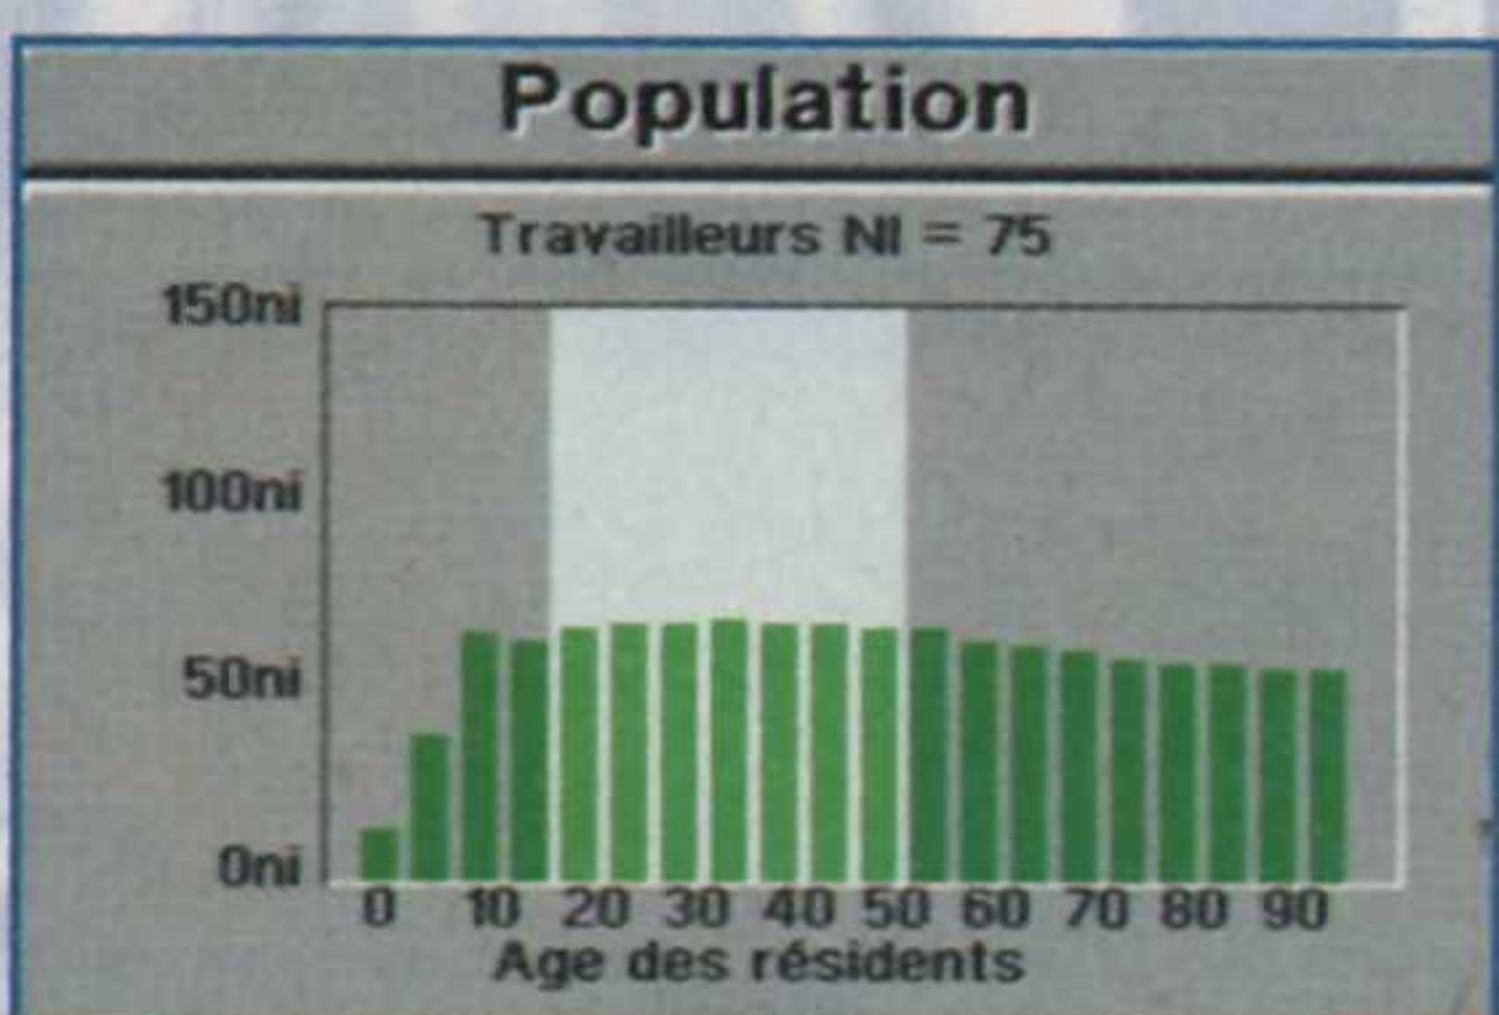 Population
Travailleurs NI = 75
150ni
100ni
50ni
0ni
0 10 20 30 40 50 60 70 80 90
Age des résidents